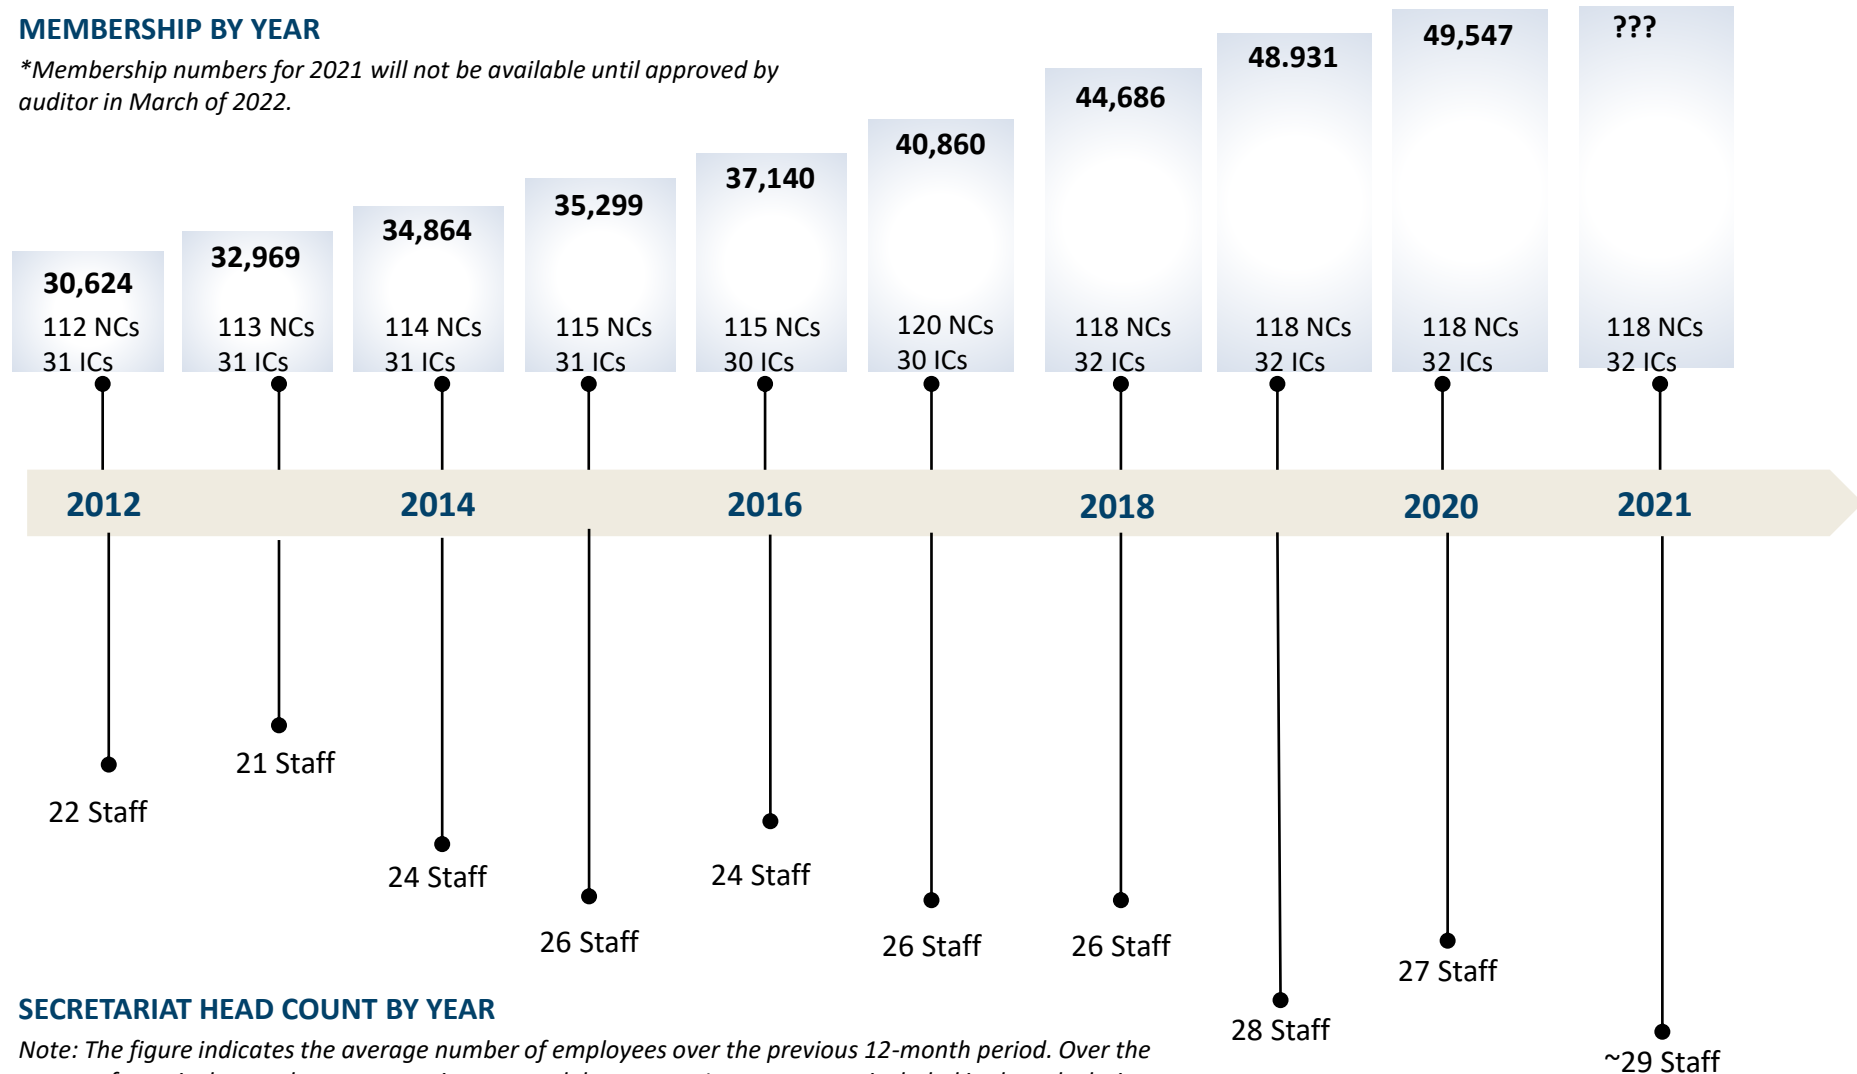 MEMBERSHIP BY YEAR
*Membership numbers for 2021 will not be available until approved by
auditor in March of 2022.
30,624
112 NCs
31 ICs
32,969
113 NCs
31 ICs
34,864
114 NCs
31 ICs
35,299
115 NCs
31 ICs
37,140
115 NCs
30 ICs
40,860
120 NCs
30 ICs
44,686
118 NCs
32 ICs
48.931
118 NCs
32 ICs
49,547
118 NCs
32 ICs
???
118 NCs
32 ICs
2012
2014
2016
2018
2020
2021
22 Staff
21 Staff
24 Staff
26 Staff
24 Staff
26 Staff
26 Staff
28 Staff
27 Staff
~29 Staff
SECRETARIAT HEAD COUNT BY YEAR
Note: The figure indicates the average number of employees over the previous 12-month period. Over the